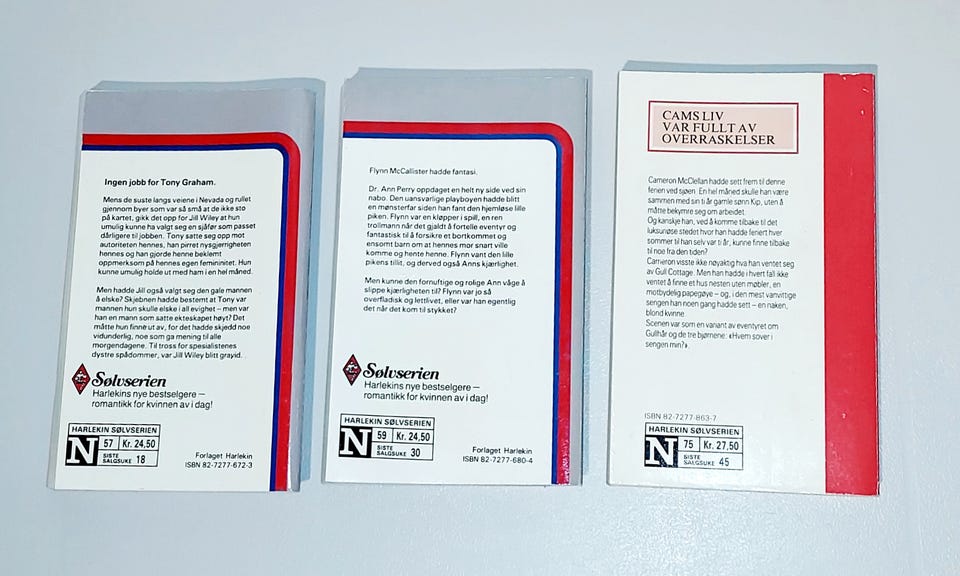 Ingen jobb for Tony Graham.
Mens de suste langs veiene i Nevada og rullet
gjennom byer som var så små at de ikke sto
på kartet, gikk det opp for Jill Wiley at hun
umulig kunne ha valgt seg en sjåfør som passet
dårligere til jobben. Tony satte seg opp mot
autoriteten hennes, han pirret nysgjerrigheten
hennes og han gjorde henne beklemt
oppmerksom på hennes egen femininitet. Hun
kunne umulig holde ut med ham i en hel måned.
Men hadde Jill også valgt seg den gale mannen
å elske? Skjebnen hadde bestemt at Tony var
mannen hun skulle elske i all evighet – men var
han en mann som satte ekteskapet høyt? Det
måtte hun finne ut av, for det hadde skjedd noe
vidunderlig, noe som ga mening til alle
morgendagene. Til tross for spesialistenes
dystre spådommer, var Jill Wiley blitt gravid.
Sølvserien
Harlekins nye bestselgere –
romantikk for kvinnen av i dag!
HARLEKIN SØLVSERIEN
N 57 Kr. 24,50
SISTE
SALGSUKE 18
Forlaget Harlekin
ISBN 82-7277-672-3
Flynn McCallister hadde fantasi.
Dr. Ann Perry oppdaget en helt ny side ved sin
nabo. Den uansvarlige playboyen hadde blitt
en mønsterfar siden han fant den hjemløse lille
piken. Flynn var en kløpper i spill, en ren
trollmann når det gjaldt å fortelle eventyr og
fantastisk til å forsikre et bortkommet og
ensomt barn om at hennes mor snart ville
komme og hente henne. Flynn vant den lille
pikens tillit, og derved også Anns kjærlighet.
Men kunne den fornuftige og rolige Ann våge å
slippe kjærligheten til? Flynn var jo så
overfladisk og lettlivet, eller var han egentlig
det når det kom til stykket?
Sølvserien
Harlekins nye bestselgere –
romantikk for kvinnen av i dag!
HARLEKIN SØLVSERIEN
N 59 Kr. 24,50
SISTE
SALGSUKE 30
Forlaget Harlekin
ISBN 82-7277-680-4
CAMS LIV
VAR FULLT AV
OVERRASKELSER
Cameron McClellan hadde sett frem til denne
ferien ved sjøen. En hel måned skulle han være
sammen med sin ti år gamle sønn Kip, uten å
måtte bekymre seg om arbeidet.
Og kanskje han, ved å komme tilbake til det
luksuriøse stedet hvor han hadde feriert hver
sommer til han selv var ti år, kunne finne tilbake
til noe fra den tiden?
Cameron visste ikke nøyaktig hva han ventet seg
av Gull Cottage. Men han hadde i hvert fall ikke
ventet å finne et hus nesten uten møbler, en
motbydelig papegøye – og, i den mest vanvittige
sengen han noen gang hadde sett – en naken,
blond kvinne.
Scenen var som en variant av eventyret om
Gullhår og de tre bjørnene: «Hvem sover i
sengen min?».
ISBN 82-7277-863-7
HARLEKIN SØLVSERIEN
N 75 Kr. 27,50
SISTE
SALGSUKE 45